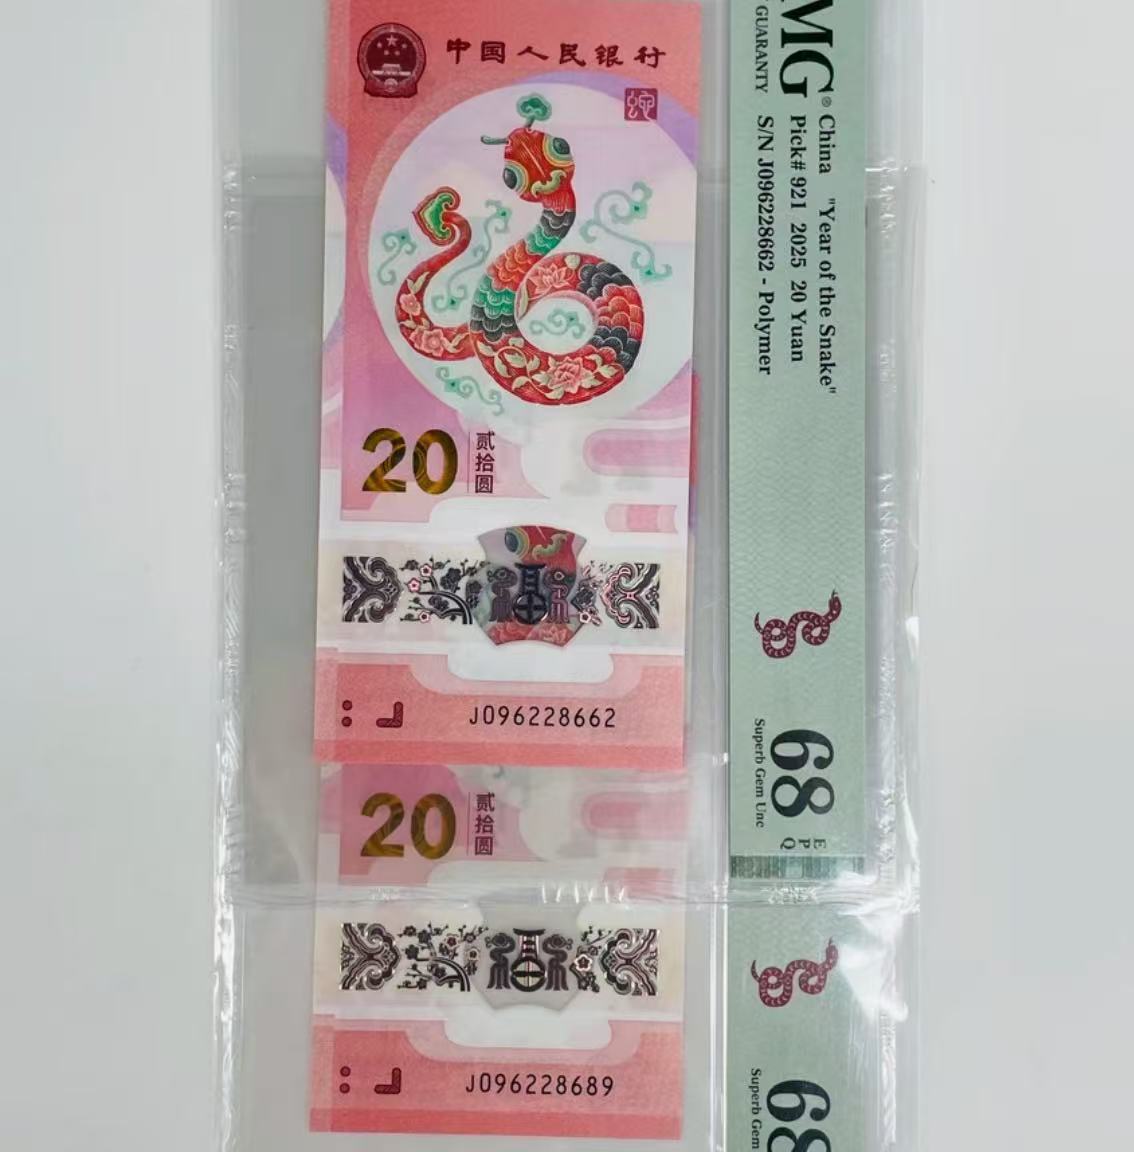 中国人民银行
蛇
20
贰拾圆
J096228662
20
贰拾圆
J096228689
MG®
GUARANTY
China "Year of the Snake"
Pick# 921 2025 20 Yuan
S/N J096228662 - Polymer
68
EPQ
Superb Gem Unc
68
Superb Gem